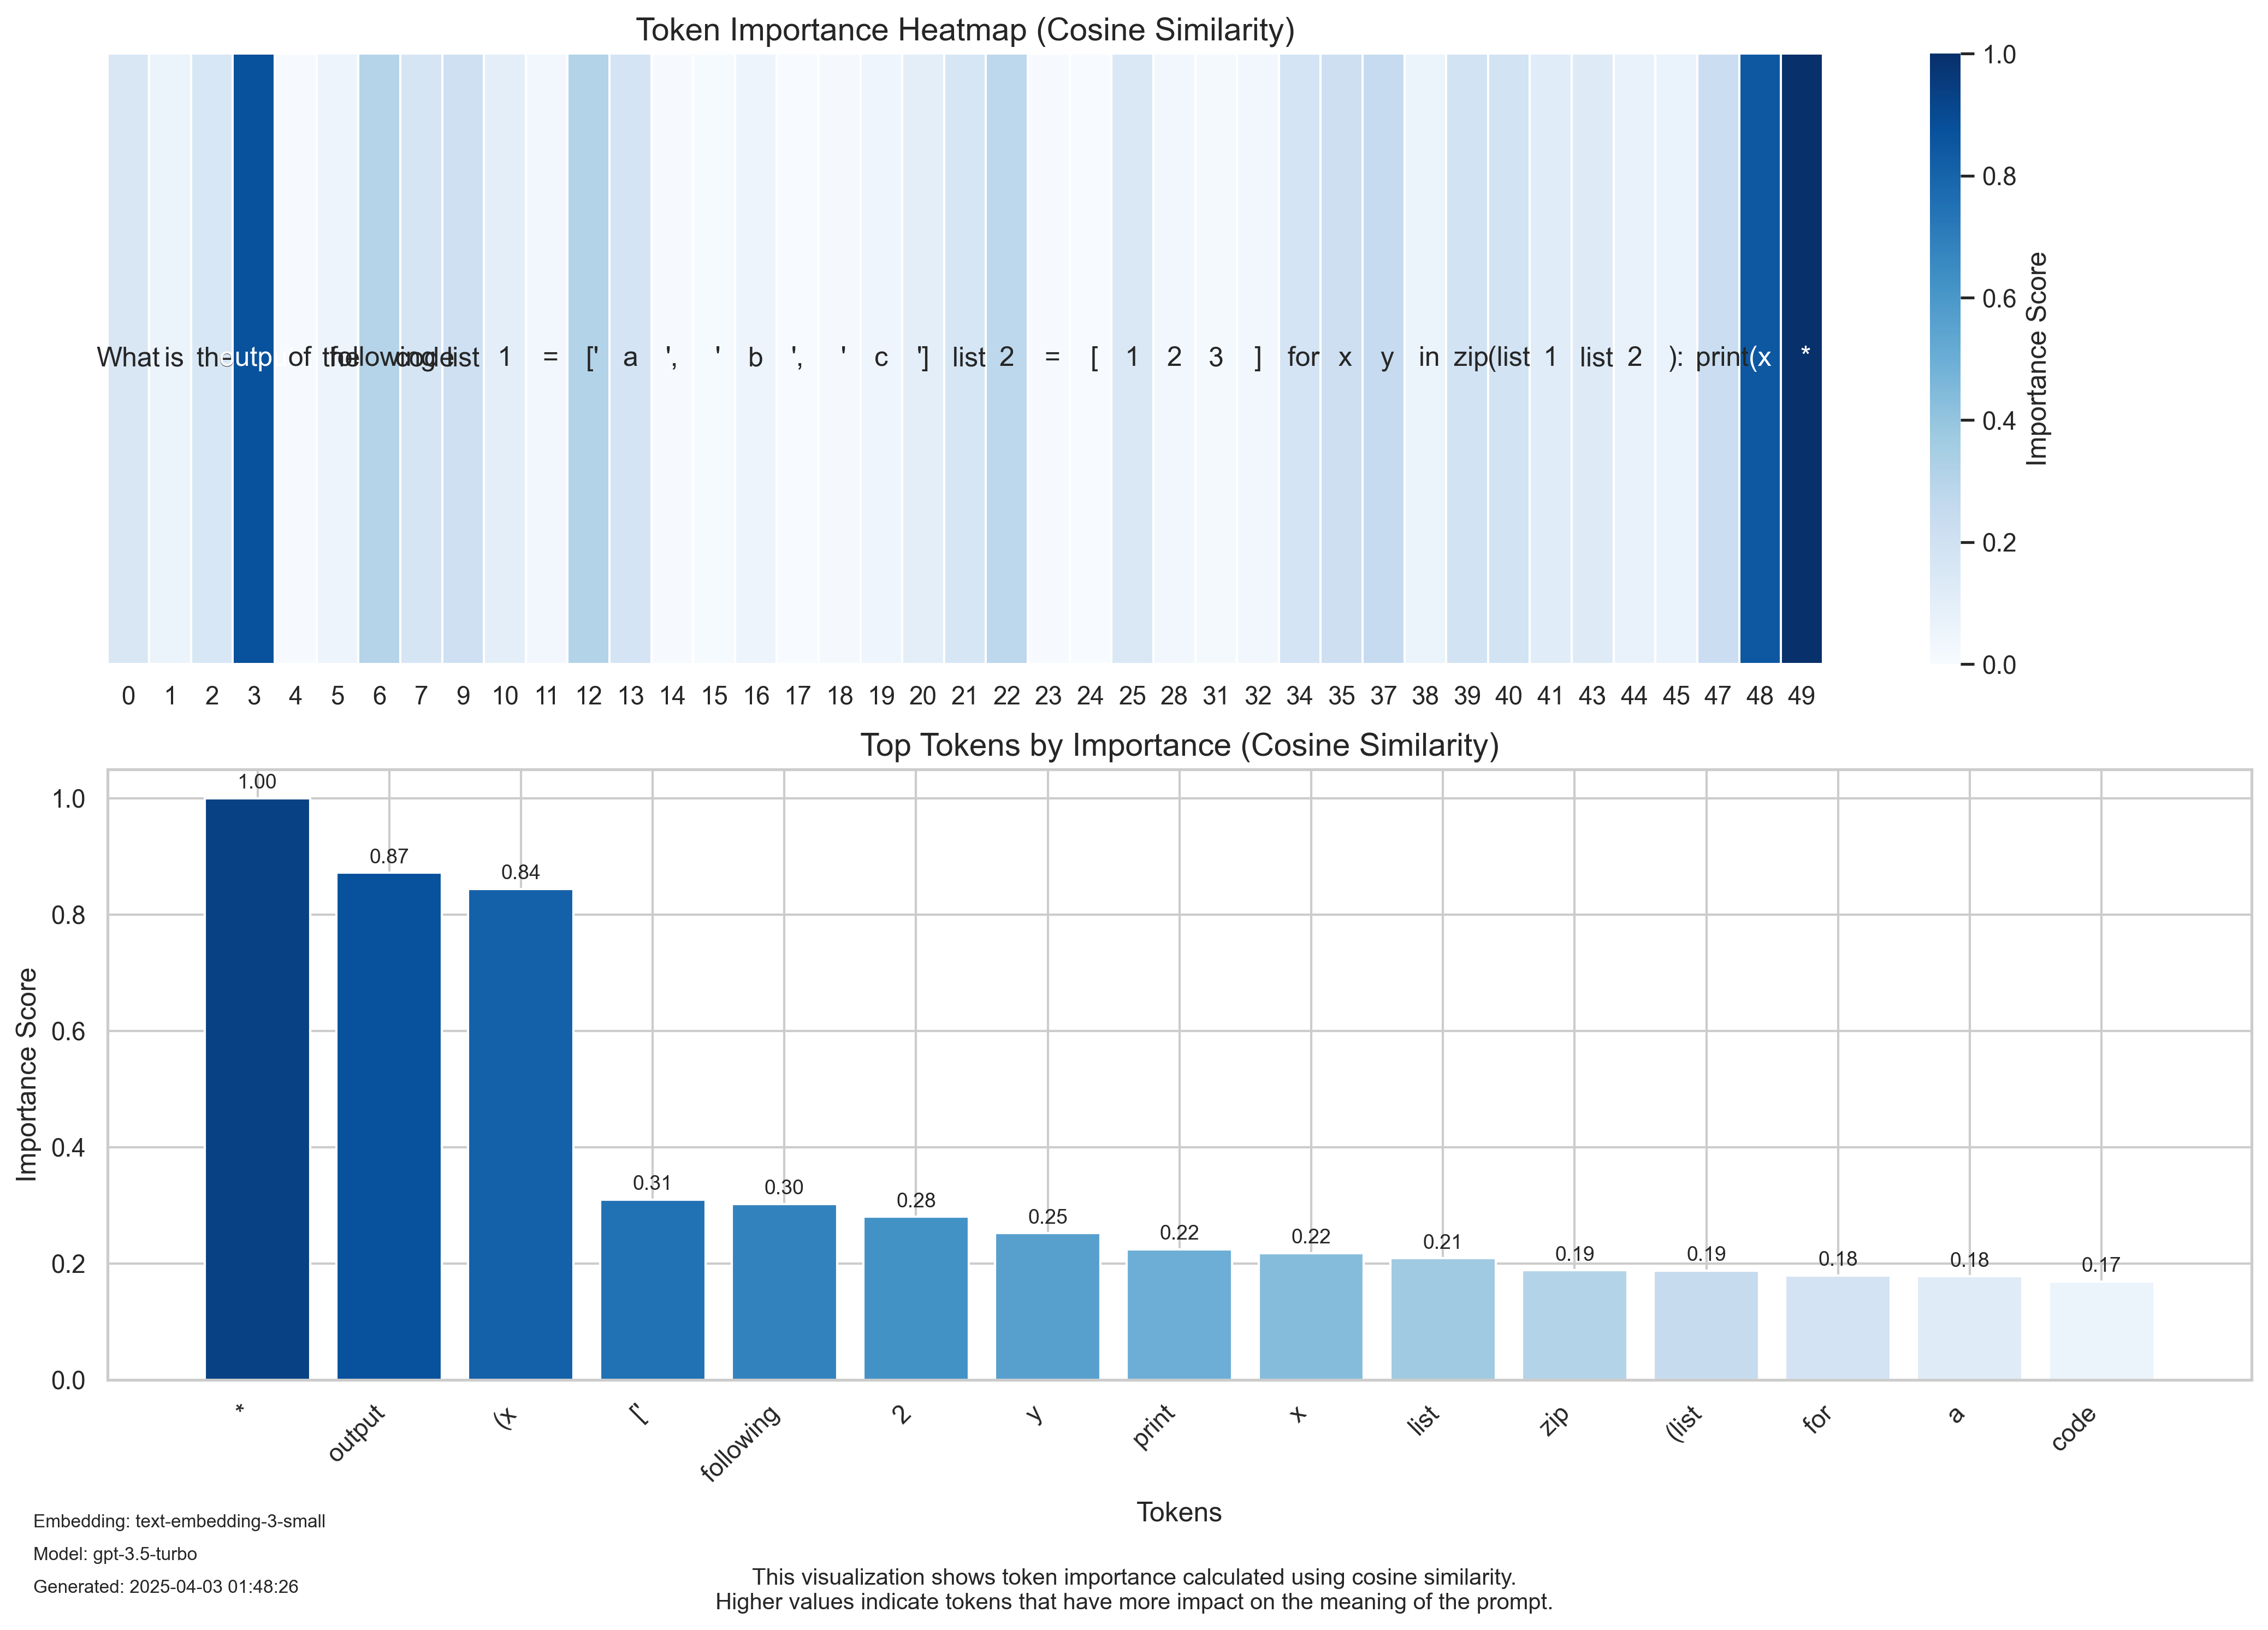 Token Importance Heatmap (Cosine Similarity)
What is the outp of the following code list 1 = [' a ', ' b ', ' c '] list 2 = [ 1 2 3 ] for x y in zip (list 1 list 2 ): print (x *
0 1 2 3 4 5 6 7 9 10 11 12 13 14 15 16 17 18 19 20 21 22 23 24 25 28 31 32 34 35 37 38 39 40 41 43 44 45 47 48 49
1.0
0.8
0.6
0.4
0.2
0.0
Importance Score
Top Tokens by Importance (Cosine Similarity)
Importance Score
1.0
0.8
0.6
0.4
0.2
0.0
1.00 0.87 0.84 0.31 0.30 0.28 0.25 0.22 0.22 0.21 0.19 0.19 0.18 0.18 0.17
* output (x [' following 2 y print x list zip (list for a code
Tokens
Embedding: text-embedding-3-small
Model: gpt-3.5-turbo
Generated: 2025-04-03 01:48:26
This visualization shows token importance calculated using cosine similarity.
Higher values indicate tokens that have more impact on the meaning of the prompt.